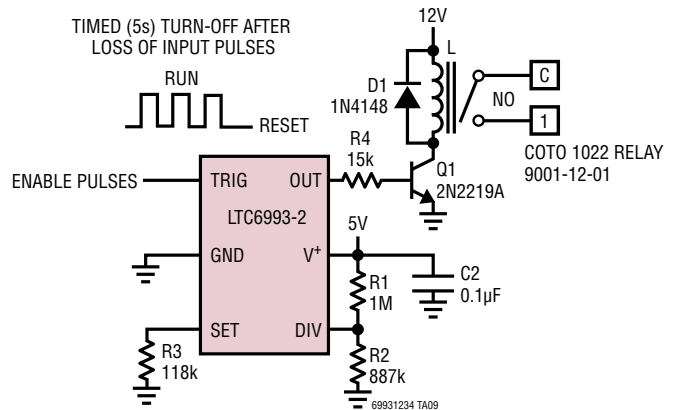 TIMED (5s) TURN-OFF AFTER
LOSS OF INPUT PULSES
RUN
RESET
12V
L
D1
1N4148
NO
C
1
COTO 1022 RELAY
9001-12-01
R4
15k
Q1
2N2219A
ENABLE PULSES
TRIG
OUT
LTC6993-2
GND
V+
SET
DIV
5V
R1
1M
C2
0.1µF
R3
118k
R2
887k
69931234 TA09